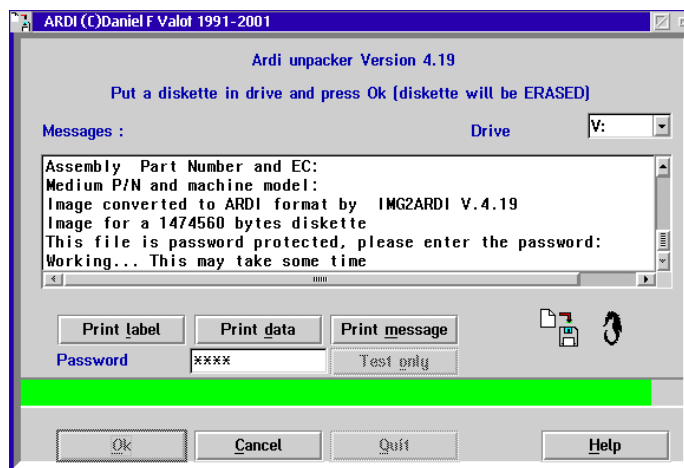 ARDI (C)Daniel F Valot 1991-2001
Ardi unpacker Version 4.19
Put a diskette in drive and press Ok (diskette will be ERASED)
Messages : Drive V:
Assembly  Part Number and EC:
Medium P/N and machine model:
Image converted to ARDI format by  IMG2ARDI V.4.19
Image for a 1474560 bytes diskette
This file is password protected, please enter the password:
Working... This may take some time
Print label Print data Print message
Password **** Test only
Ok Cancel Quit Help